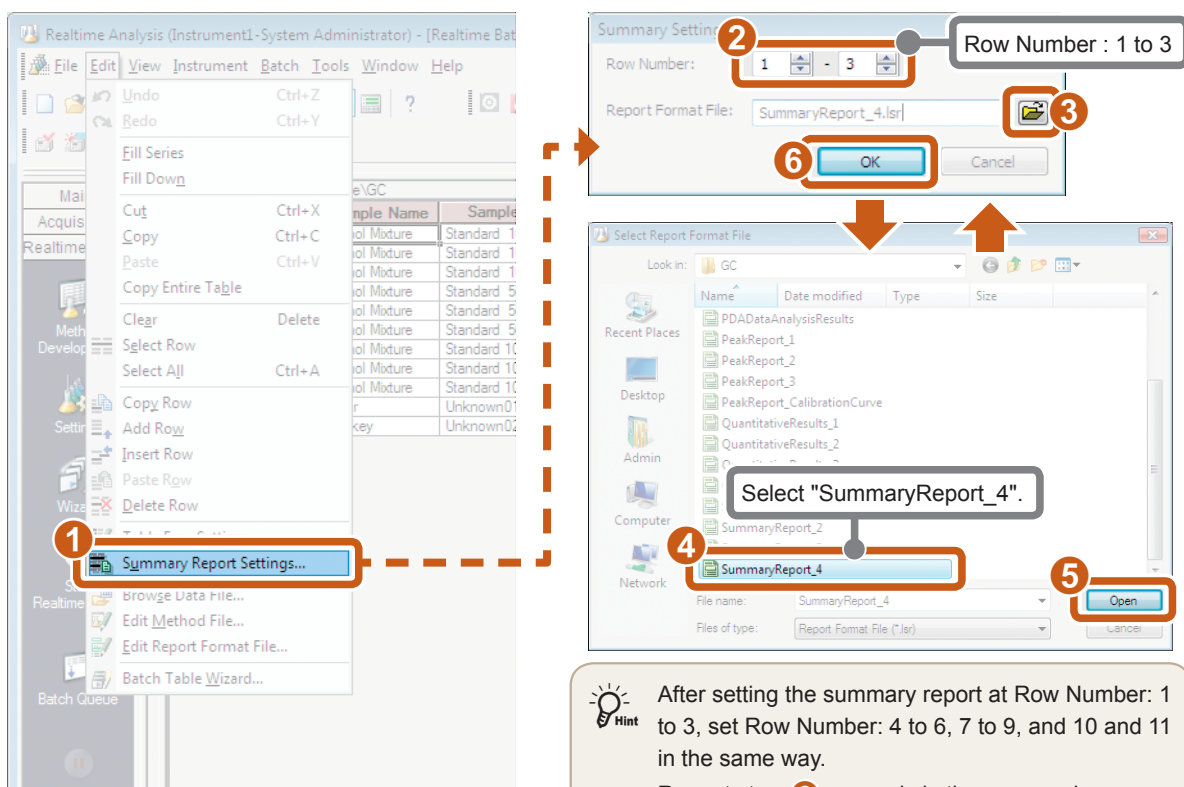 Realtime Analysis (Instrument1-System Administrator) - [Realtime Bat
File Edit View Instrument Batch Tools Window Help
Undo Ctrl+Z
Redo Ctrl+Y
Fill Series
Fill Down
Cut Ctrl+X
Copy Ctrl+C
Paste Ctrl+V
Copy Entire Table
Clear Delete
Select Row
Select All Ctrl+A
Copy Row
Add Row
Insert Row
Paste Row
Delete Row
1
Summary Report Settings...
Browse Data File...
Edit Method File...
Edit Report Format File...
Batch Table Wizard...
Mai
Acquis
Realtime
Meth
Develop
Settin
Wiza
Realtime
Batch Queue
e\GC
mple Name Sample
ol Mixture Standard 1
ol Mixture Standard 1
ol Mixture Standard 1
ol Mixture Standard 5
ol Mixture Standard 5
ol Mixture Standard 5
ol Mixture Standard 10
ol Mixture Standard 10
ol Mixture Standard 10
r Unknown01
key Unknown02
Summary Setting
2
Row Number : 1 to 3
Row Number: 1 - 3
Report Format File: SummaryReport_4.lsr
3
6
OK Cancel
Select Report Format File
Look in: GC
Name Date modified Type Size
Recent Places
Desktop
Admin
Computer
Network
PDADataAnalysisResults
PeakReport_1
PeakReport_2
PeakReport_3
PeakReport_CalibrationCurve
QuantitativeResults_1
QuantitativeResults_2
Select "SummaryReport_4".
SummaryReport_2
4
SummaryReport_4
5
File name: SummaryReport_4 Open
Files of type: Report Format File (*.lsr) Cancel
Hint
After setting the summary report at Row Number: 1
to 3, set Row Number: 4 to 6, 7 to 9, and 10 and 11
in the same way.